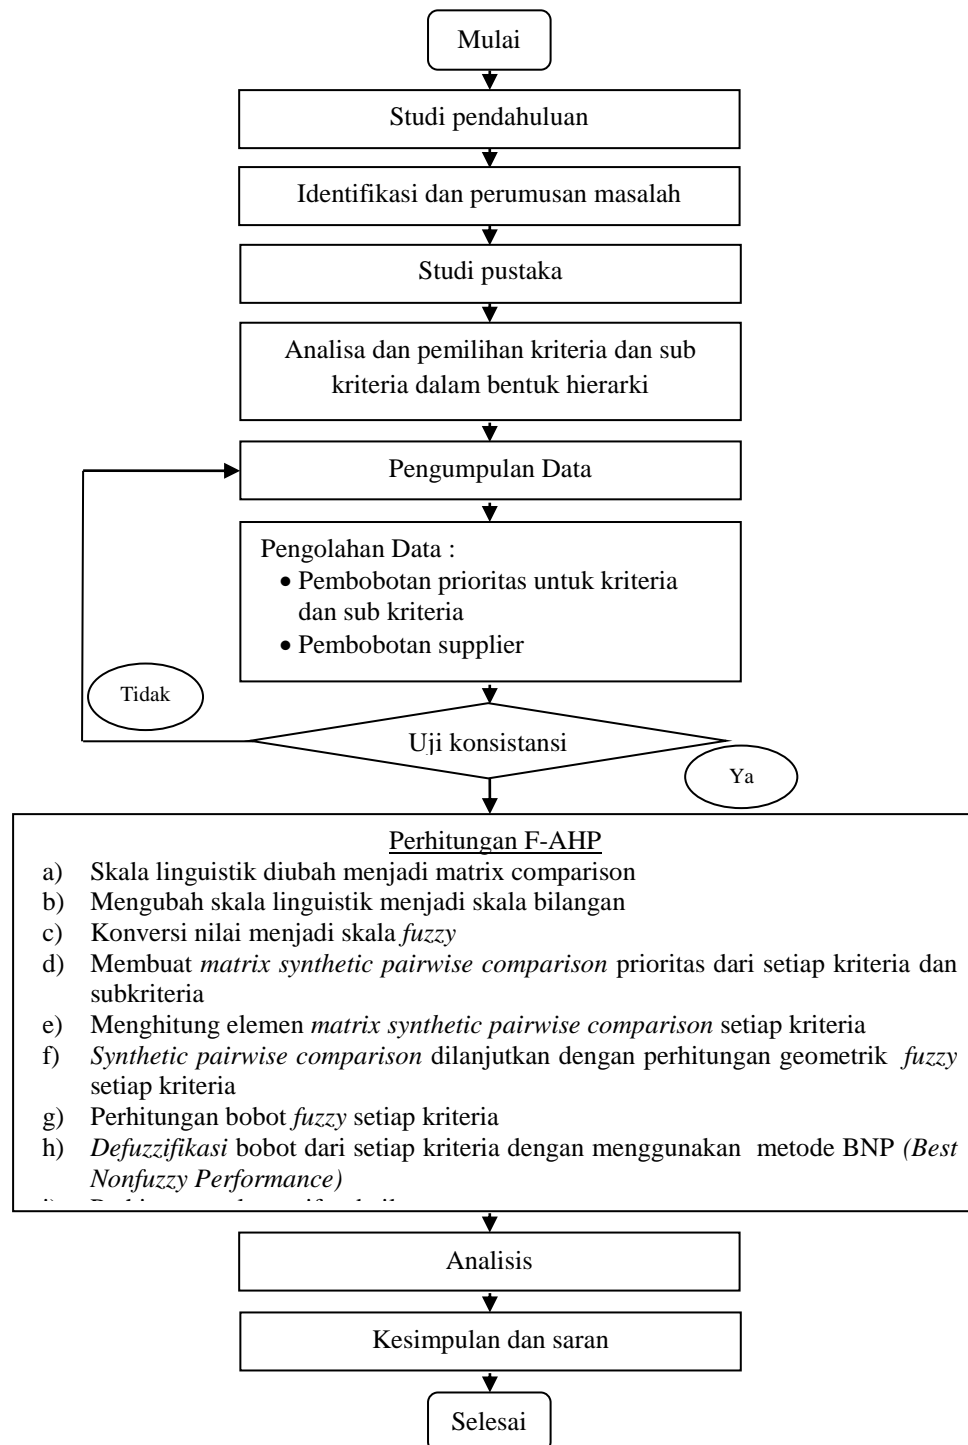 Mulai
Studi pendahuluan
Identifikasi dan perumusan masalah
Studi pustaka
Analisa dan pemilihan kriteria dan sub
kriteria dalam bentuk hierarki
Pengumpulan Data
Pengolahan Data :
• Pembobotan prioritas untuk kriteria
dan sub kriteria
• Pembobotan supplier
Tidak
Uji konsistansi
Ya
Perhitungan F-AHP
a) Skala linguistik diubah menjadi matrix comparison
b) Mengubah skala linguistik menjadi skala bilangan
c) Konversi nilai menjadi skala fuzzy
d) Membuat matrix synthetic pairwise comparison prioritas dari setiap kriteria dan
subkriteria
e) Menghitung elemen matrix synthetic pairwise comparison setiap kriteria
f) Synthetic pairwise comparison dilanjutkan dengan perhitungan geometrik fuzzy
setiap kriteria
g) Perhitungan bobot fuzzy setiap kriteria
h) Defuzzifikasi bobot dari setiap kriteria dengan menggunakan metode BNP (Best
Nonfuzzy Performance)
Analisis
Kesimpulan dan saran
Selesai